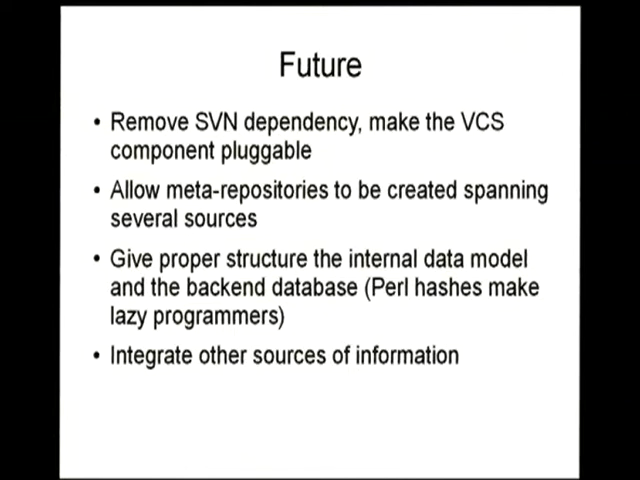 Future
• Remove SVN dependency, make the VCS
component pluggable
• Allow meta-repositories to be created spanning
several sources
• Give proper structure the internal data model
and the backend database (Perl hashes make
lazy programmers)
• Integrate other sources of information